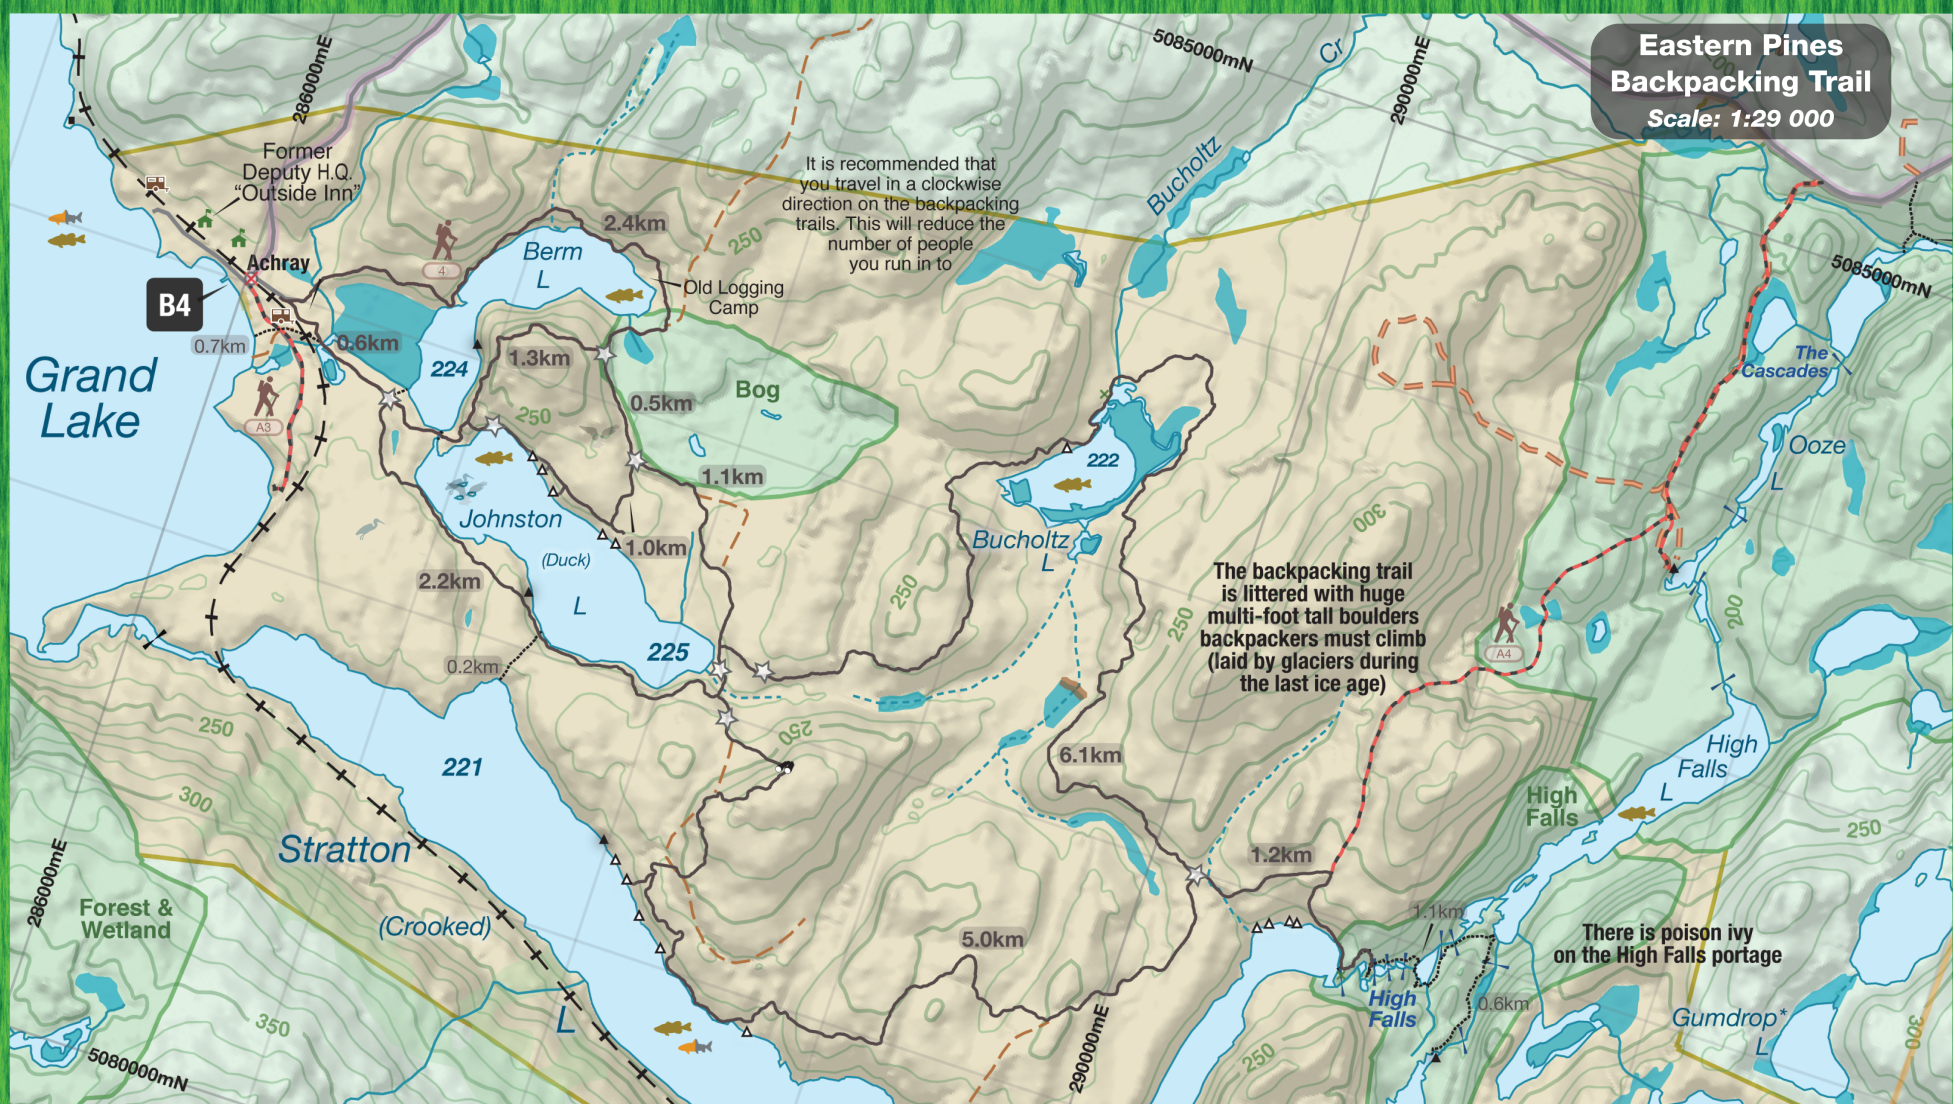 Eastern Pines
Backpacking Trail
Scale: 1:29 000
286000mE
5085000mN
Cr
290000mE
Bucholtz
Former
Deputy H.Q.
"Outside Inn"
It is recommended that
you travel in a clockwise
direction on the backpacking
trails. This will reduce the
number of people
you run in to
200
2.4km
250
Berm
L
4
Achray
B4
Old Logging
Camp
5085000mN
0.7km
0.6km
224
1.3km
Grand
Lake
A3
250
0.5km
Bog
1.1km
The
Cascades
Ooze
L
222
300
Johnston
(Duck)
L
1.0km
Bucholtz
L
2.2km
250
250
200
The backpacking trail
is littered with huge
multi-foot tall boulders
backpackers must climb
(laid by glaciers during
the last ice age)
A4
225
0.2km
250
250
221
300
6.1km
High
Falls
L
High
Falls
250
Stratton
(Crooked)
L
1.2km
286000mE
Forest &
Wetland
5.0km
1.1km
There is poison ivy
on the High Falls portage
High
Falls
0.6km
Gumdrop*
L
350
5080000mN
290000mE
250
300